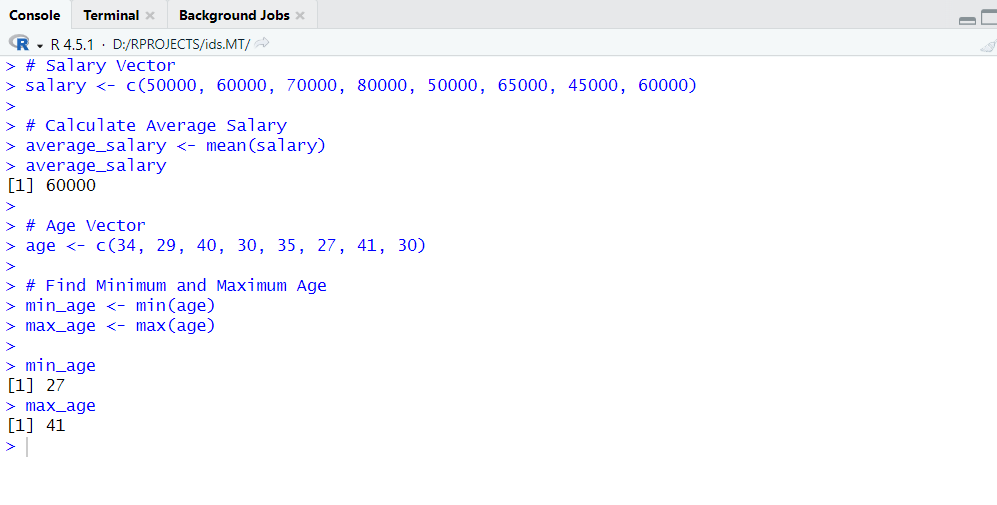 Console Terminal Background Jobs
R 4.5.1 · D:/RPROJECTS/ids.MT/
> # Salary Vector
> salary <- c(50000, 60000, 70000, 80000, 50000, 65000, 45000, 60000)
>
> # Calculate Average Salary
> average_salary <- mean(salary)
> average_salary
[1] 60000
>
> # Age Vector
> age <- c(34, 29, 40, 30, 35, 27, 41, 30)
>
> # Find Minimum and Maximum Age
> min_age <- min(age)
> max_age <- max(age)
>
> min_age
[1] 27
> max_age
[1] 41
>